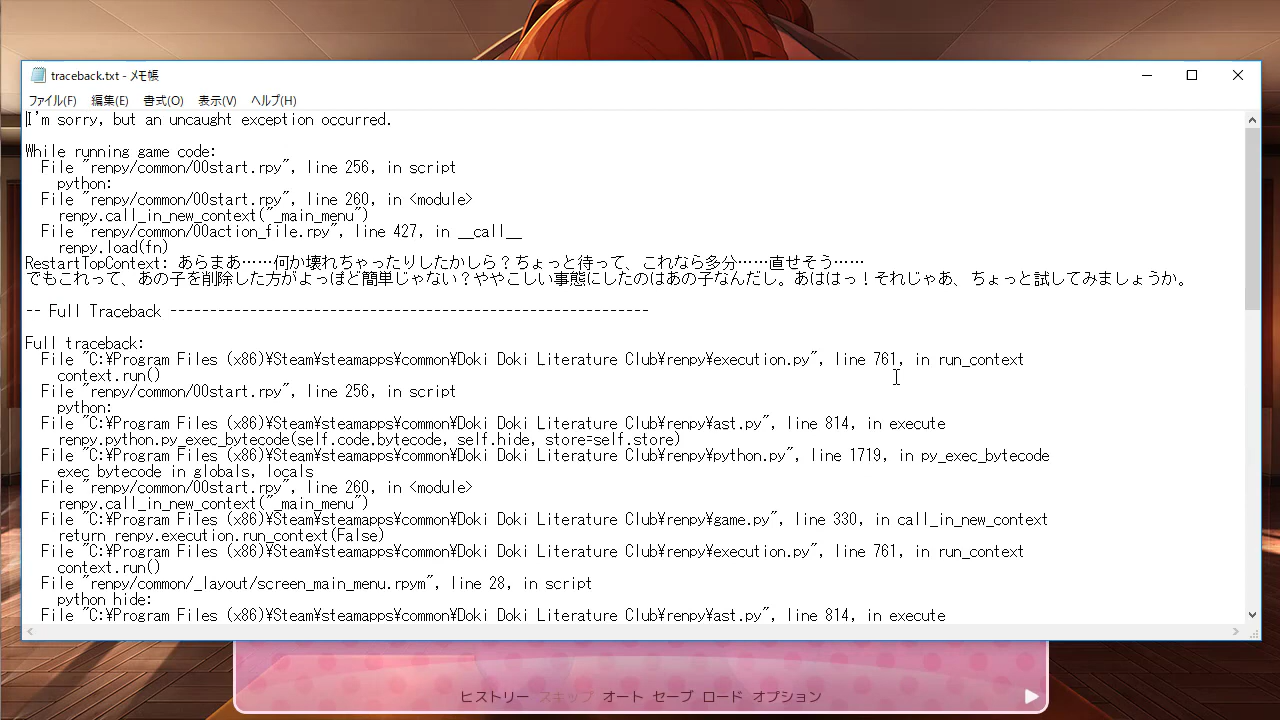 traceback.txt - メモ帳
ファイル(F) 編集(E) 書式(O) 表示(V) ヘルプ(H)
I'm sorry, but an uncaught exception occurred.
While running game code:
File "renpy/common/00start.rpy", line 256, in script
python:
File "renpy/common/00start.rpy", line 260, in <module>
renpy.call_in_new_context("_main_menu")
File "renpy/common/00action_file.rpy", line 427, in __call__
renpy.load(fn)
RestartTopContext: あらまあ……何か壊れちゃったりしたかしら？ちょっと待って、これなら多分……直せそう……
でもこれって、あの子を削除した方がよっぽど簡単じゃない？ややこしい事態にしたのはあの子なんだし。あははっ！それじゃあ、ちょっと試してみましょうか。
-- Full Traceback ------------------------------------------------------------
Full traceback:
File "C:¥Program Files (x86)¥Steam¥steamapps¥common¥Doki Doki Literature Club¥renpy¥execution.py", line 761, in run_context
context.run()
File "renpy/common/00start.rpy", line 256, in script
python:
File "C:¥Program Files (x86)¥Steam¥steamapps¥common¥Doki Doki Literature Club¥renpy¥ast.py", line 814, in execute
renpy.python.py_exec_bytecode(self.code.bytecode, self.hide, store=self.store)
File "C:¥Program Files (x86)¥Steam¥steamapps¥common¥Doki Doki Literature Club¥renpy¥python.py", line 1719, in py_exec_bytecode
exec bytecode in globals, locals
File "renpy/common/00start.rpy", line 260, in <module>
renpy.call_in_new_context("_main_menu")
File "C:¥Program Files (x86)¥Steam¥steamapps¥common¥Doki Doki Literature Club¥renpy¥game.py", line 330, in call_in_new_context
return renpy.execution.run_context(False)
File "C:¥Program Files (x86)¥Steam¥steamapps¥common¥Doki Doki Literature Club¥renpy¥execution.py", line 761, in run_context
context.run()
File "renpy/common/_layout/screen_main_menu.rpym", line 28, in script
python hide:
File "C:¥Program Files (x86)¥Steam¥steamapps¥common¥Doki Doki Literature Club¥renpy¥ast.py", line 814, in execute
ヒストリー スキップ オート セーブ ロード オプション